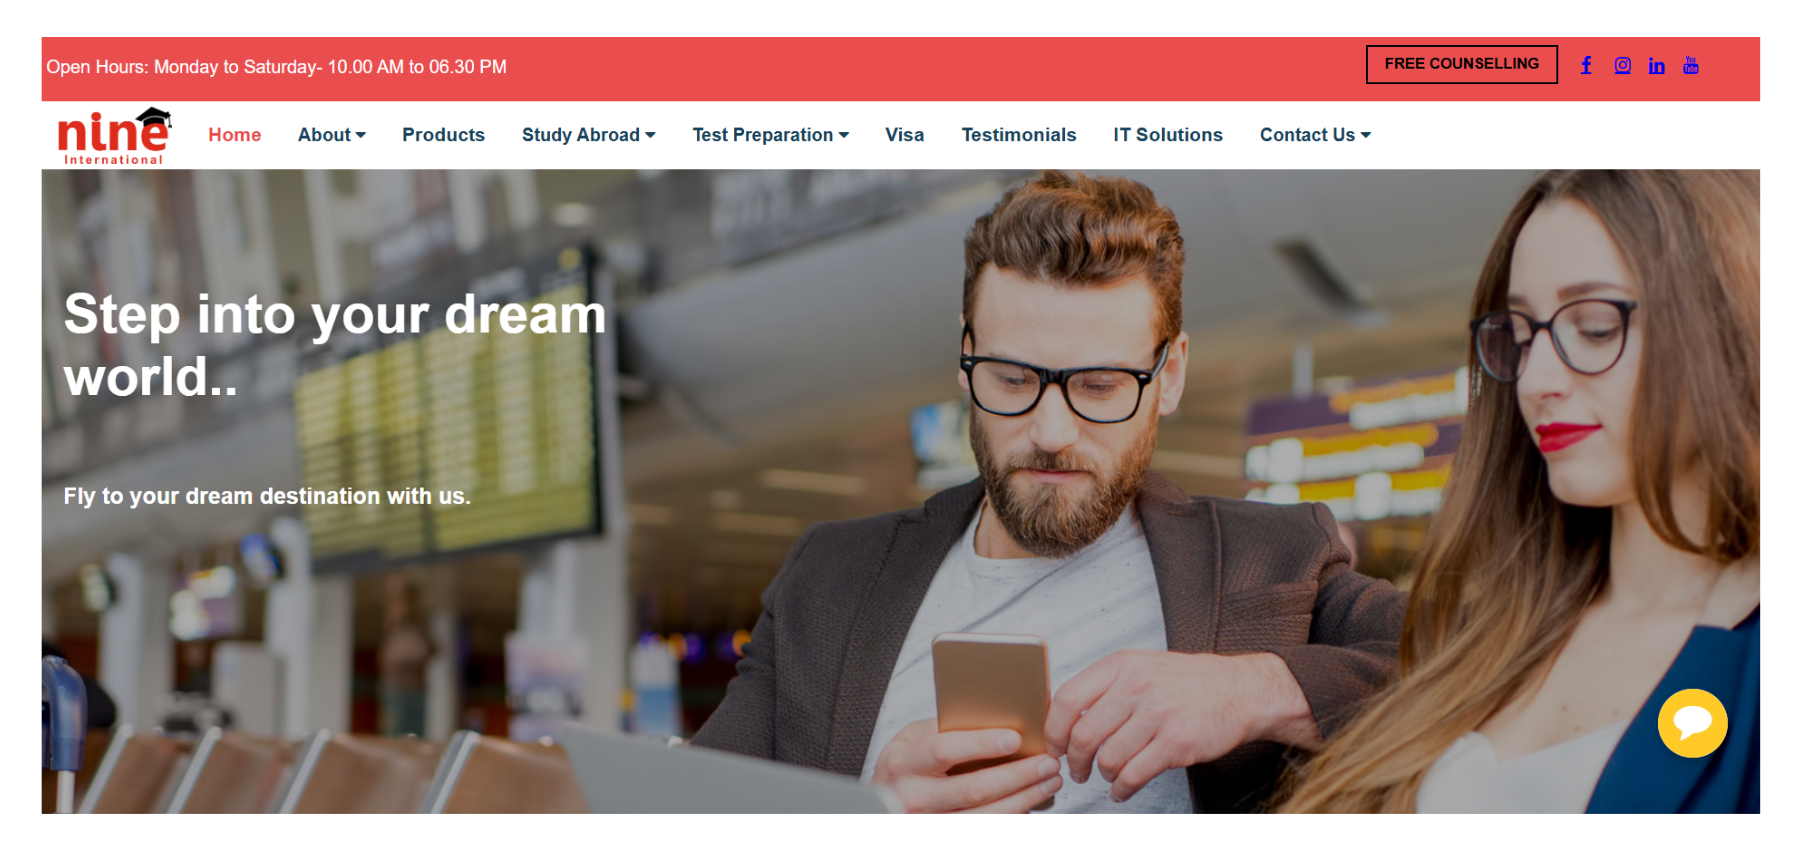 Open Hours: Monday to Saturday- 10.00 AM to 06.30 PM
FREE COUNSELLING
You
Tube
nine
International
Home About Products Study Abroad Test Preparation Visa Testimonials IT Solutions Contact Us
Step into your dream
world..
Fly to your dream destination with us.